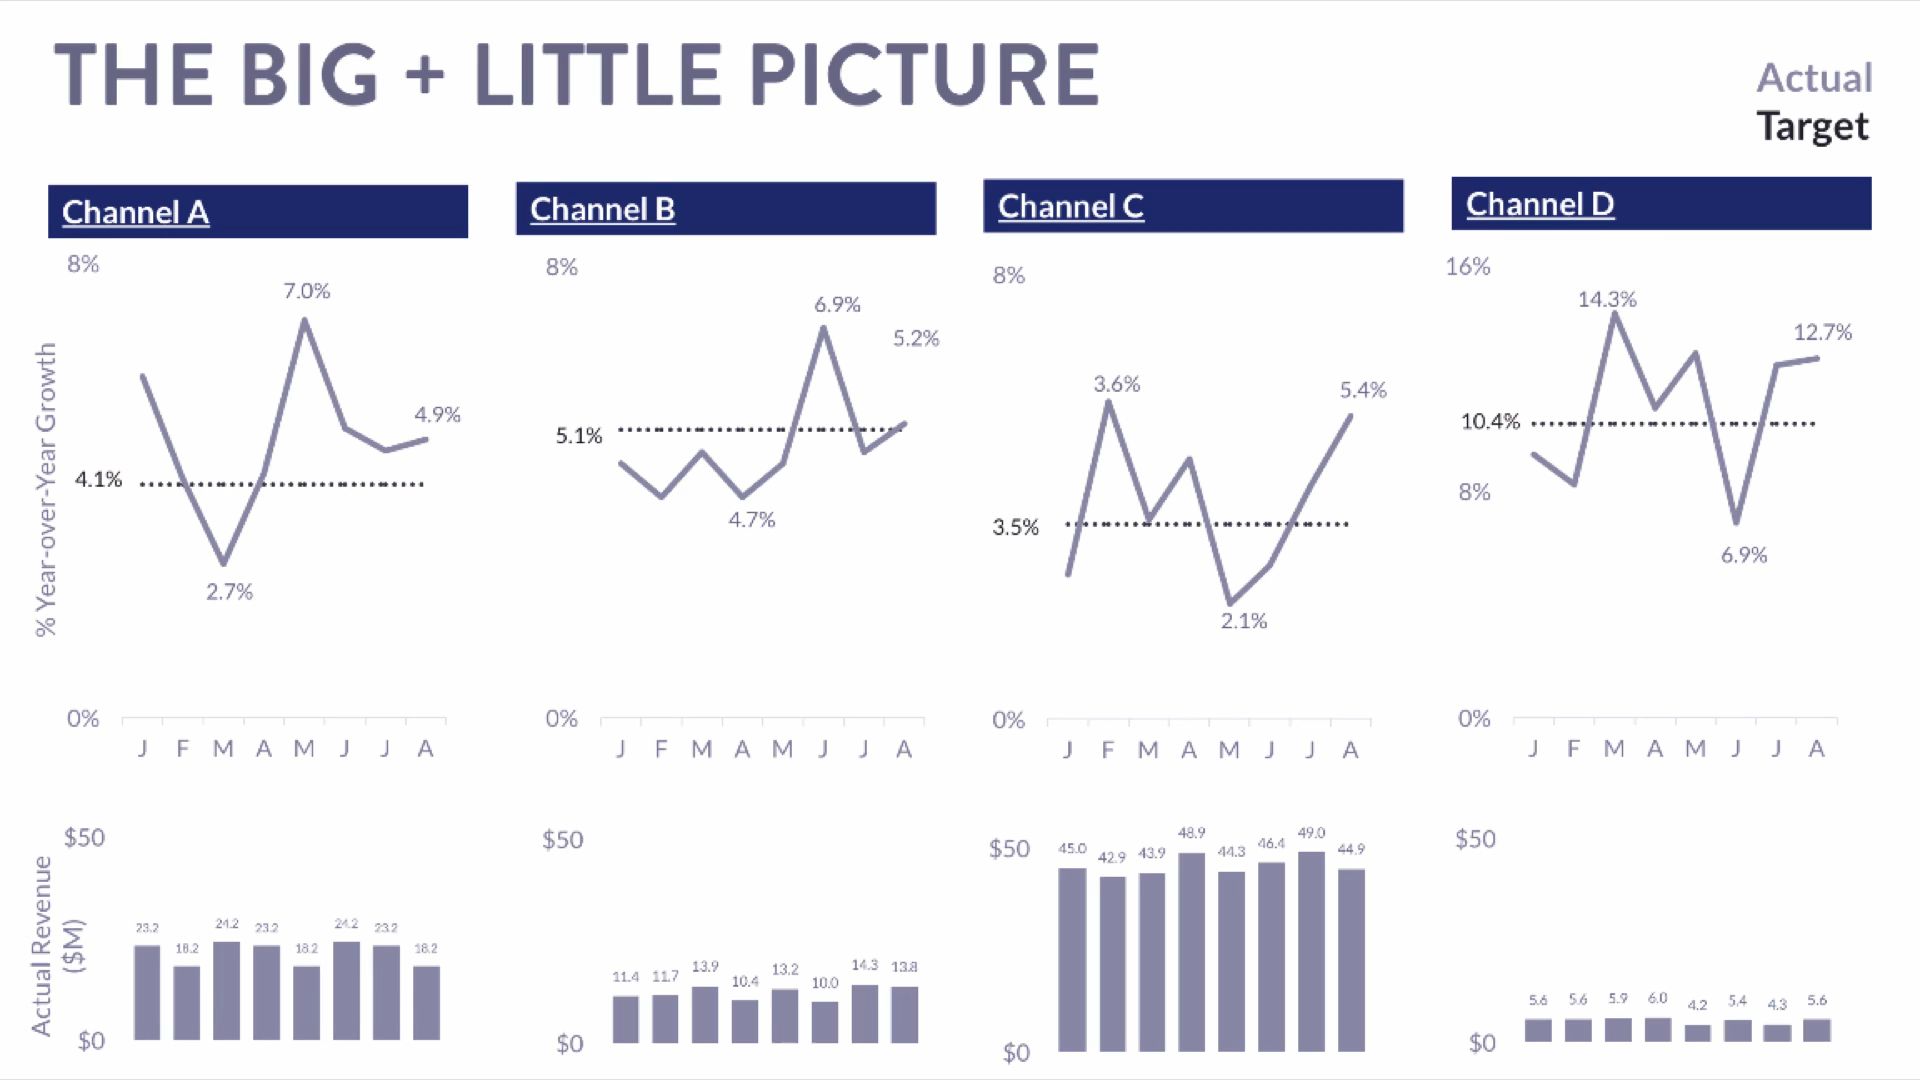 THE BIG + LITTLE PICTURE
Actual
Target
Channel A
Channel B
Channel C
Channel D
% Year-over-Year Growth
8%
7.0%
4.9%
4.1%
2.7%
0%
J F M A M J J A
8%
6.9%
5.2%
5.1%
4.7%
0%
J F M A M J J A
8%
3.6%
5.4%
3.5%
2.1%
0%
J F M A M J J A
16%
14.3%
12.7%
10.4%
8%
6.9%
0%
J F M A M J J A
Actual Revenue
($M)
$50
23.2 18.2 24.2 23.2 18.2 24.2 23.2 18.2
$0
$50
11.4 11.7 13.9 10.4 13.2 10.0 14.3 13.8
$0
$50
45.0 42.9 43.9 48.9 44.3 46.4 49.0 44.9
$0
$50
5.6 5.6 5.9 6.0 4.2 5.4 4.3 5.6
$0